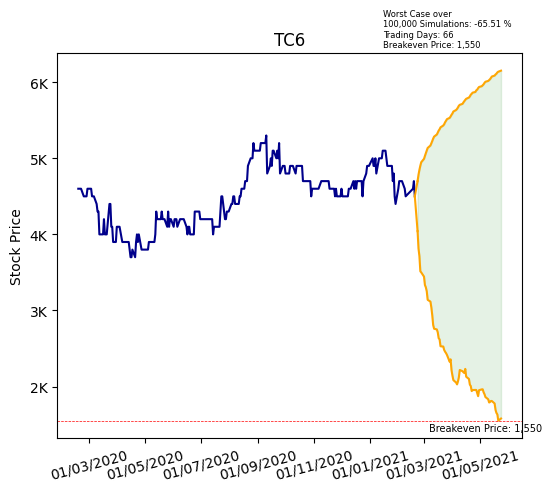 Worst Case over
100,000 Simulations: -65.51 %
Trading Days: 66
Breakeven Price: 1,550
TC6
Stock Price
6K
5K
4K
3K
2K
Breakeven Price: 1,550
01/03/2020 01/05/2020 01/07/2020 01/09/2020 01/11/2020 01/01/2021 01/03/2021 01/05/2021